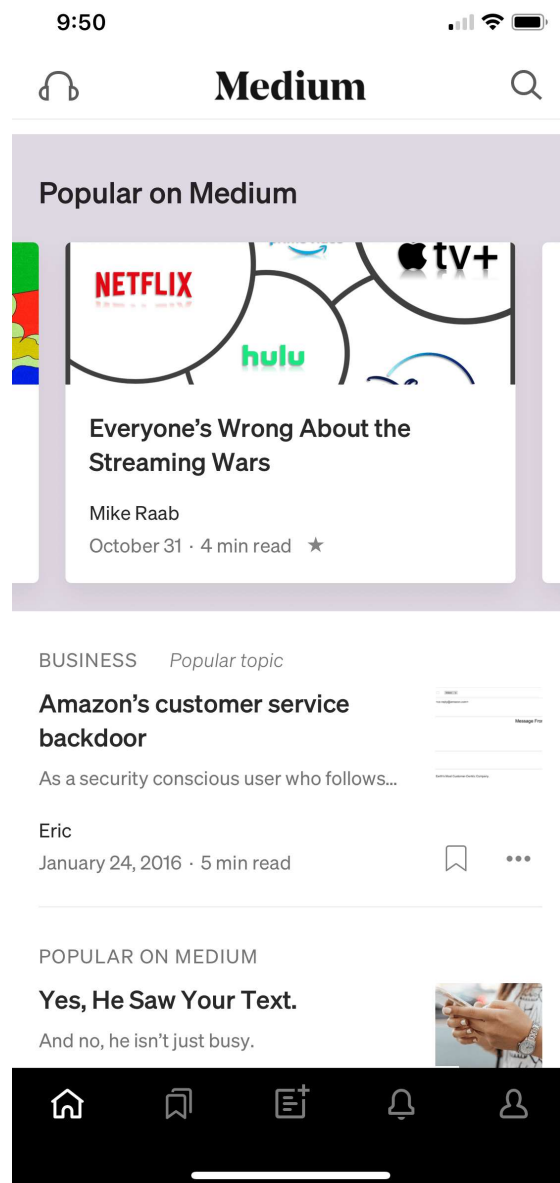 9:50
Medium
Popular on Medium
NETFLIX
tv+
hulu
Everyone’s Wrong About the
Streaming Wars
Mike Raab
October 31 · 4 min read
BUSINESS Popular topic
Amazon’s customer service
backdoor
As a security conscious user who follows...
Eric
January 24, 2016 · 5 min read
POPULAR ON MEDIUM
Yes, He Saw Your Text.
And no, he isn’t just busy.